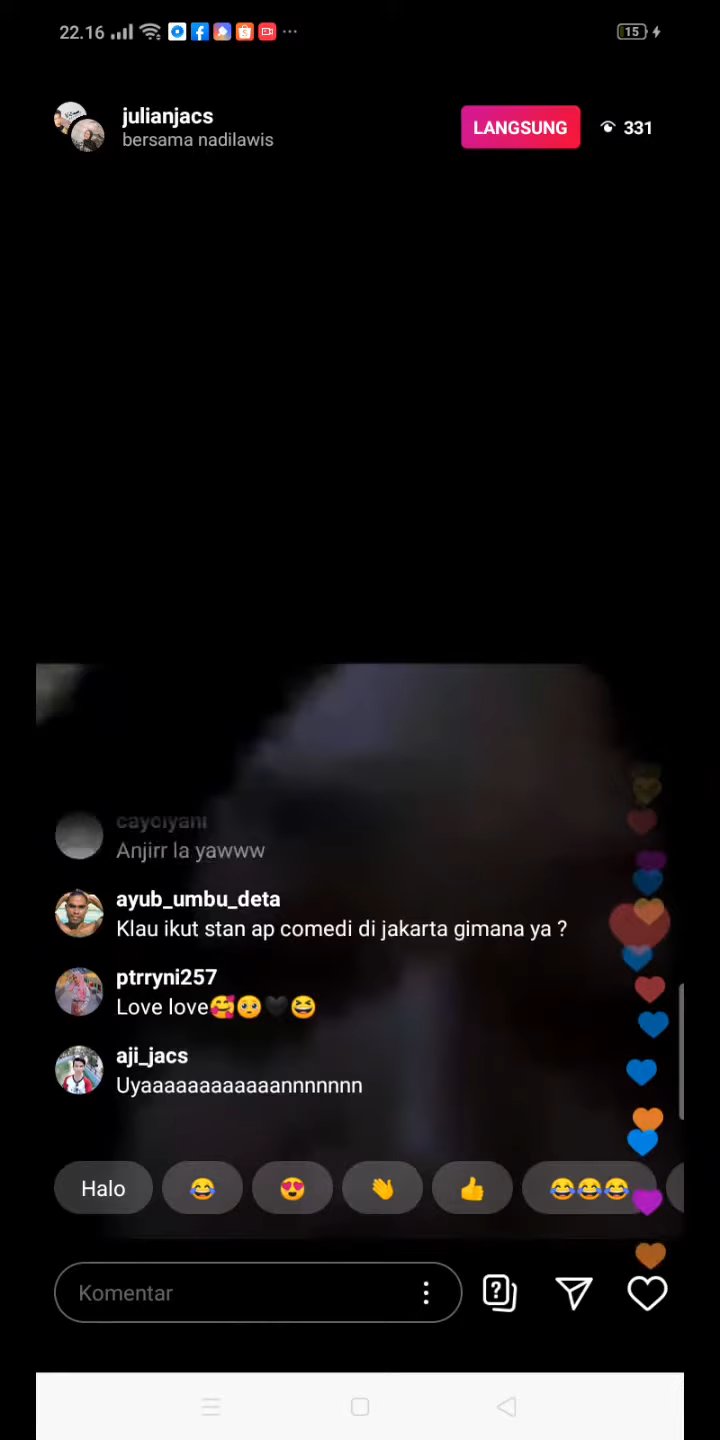 22.16
15
julianjacs
bersama nadilawis
LANGSUNG
331
cayolyani
Anjirr la yawww
ayub_umbu_deta
Klau ikut stan ap comedi di jakarta gimana ya ?
ptrryni257
Love love🥰🥺🖤😆
aji_jacs
Uyaaaaaaaaaaaannnnnnn
Halo
😂
😍
👋
👍
😂😂😂
Komentar